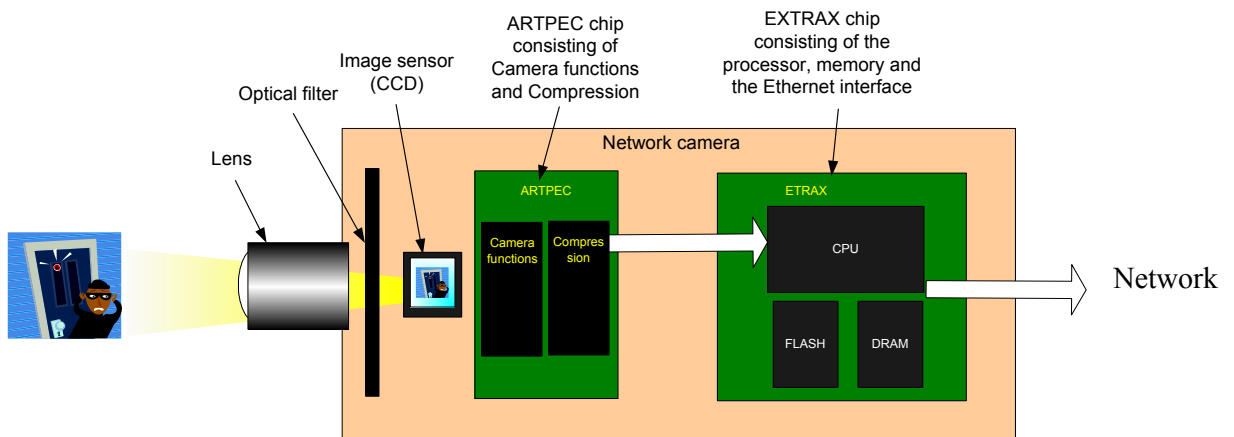 ARTPEC chip
consisting of
Camera functions
and Compression
EXTRAX chip
consisting of the
processor, memory and
the Ethernet interface
Image sensor
(CCD)
Optical filter
Lens
Network camera
ARTPEC
ETRAX
Camera
functions
Compres
sion
CPU
FLASH
DRAM
Network